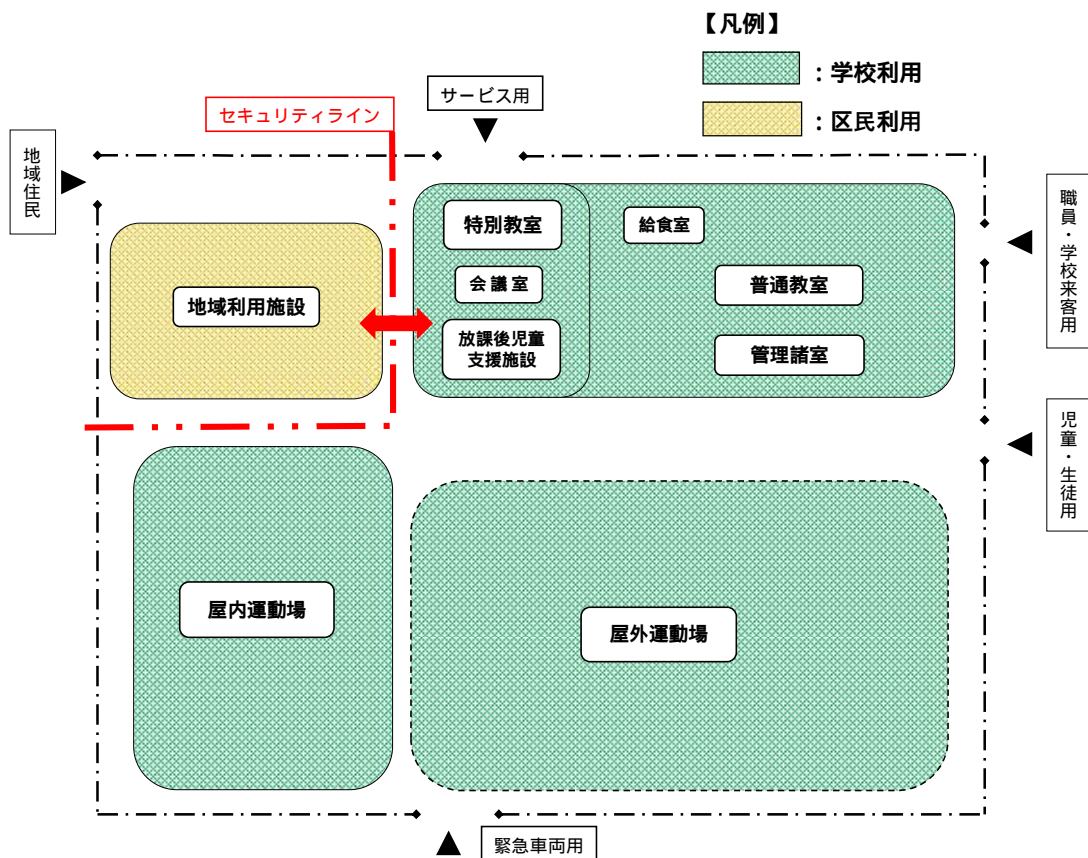 【凡例】
：学校利用
：区民利用
サービス用
セキュリティライン
地域住民
職員・学校来客用
特別教室
給食室
会議室
普通教室
地域利用施設
放課後児童
支援施設
管理諸室
児童・生徒用
屋内運動場
屋外運動場
緊急車両用